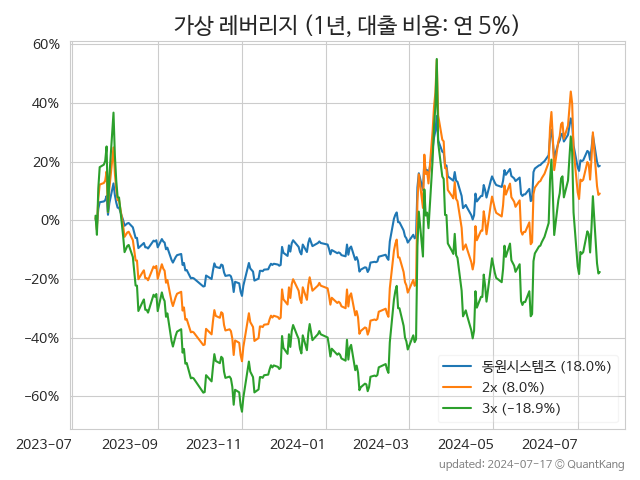 가상 레버리지 (1년, 대출 비용: 연 5%)
60%
40%
20%
0%
−20%
−40%
−60%
2023-07
2023-09
2023-11
2024-01
2024-03
2024-05
2024-07
동원시스템즈 (18.0%)
2x (8.0%)
3x (−18.9%)
updated: 2024-07-17 © QuantKang